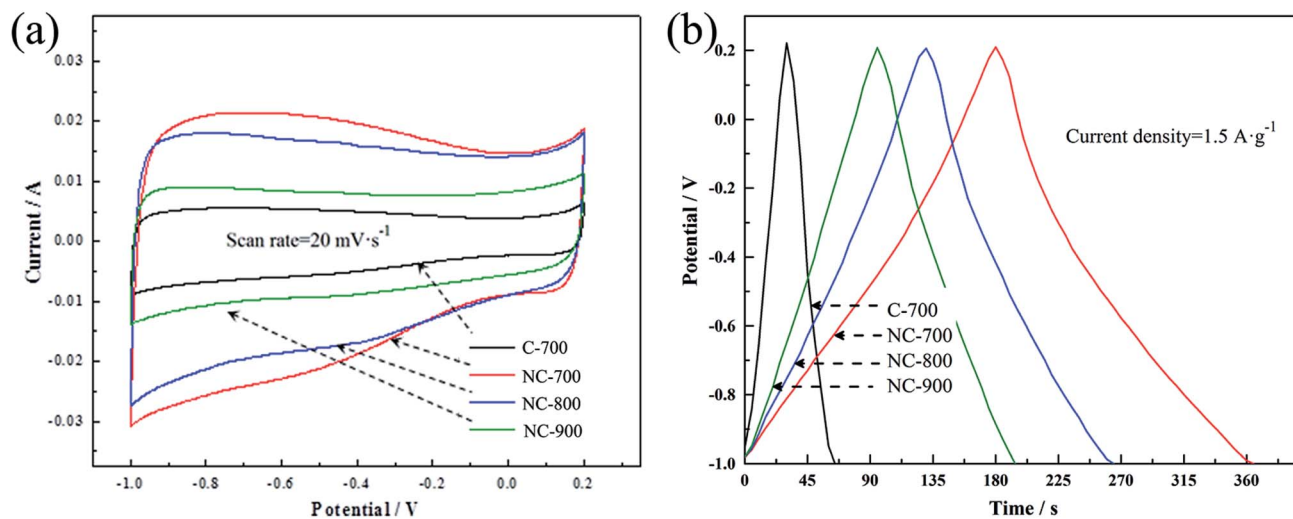 (a)
0.03
0.02
0.01
0.00
-0.01
-0.02
-0.03
Current / A
Scan rate=20 mV·s⁻¹
C-700
NC-700
NC-800
NC-900
-1.0 -0.8 -0.6 -0.4 -0.2 0.0 0.2
Potential / V
(b)
0.2
0.0
-0.2
-0.4
-0.6
-0.8
-1.0
Potential / V
Current density=1.5 A·g⁻¹
C-700
NC-700
NC-800
NC-900
0 45 90 135 180 225 270 315 360
Time / s